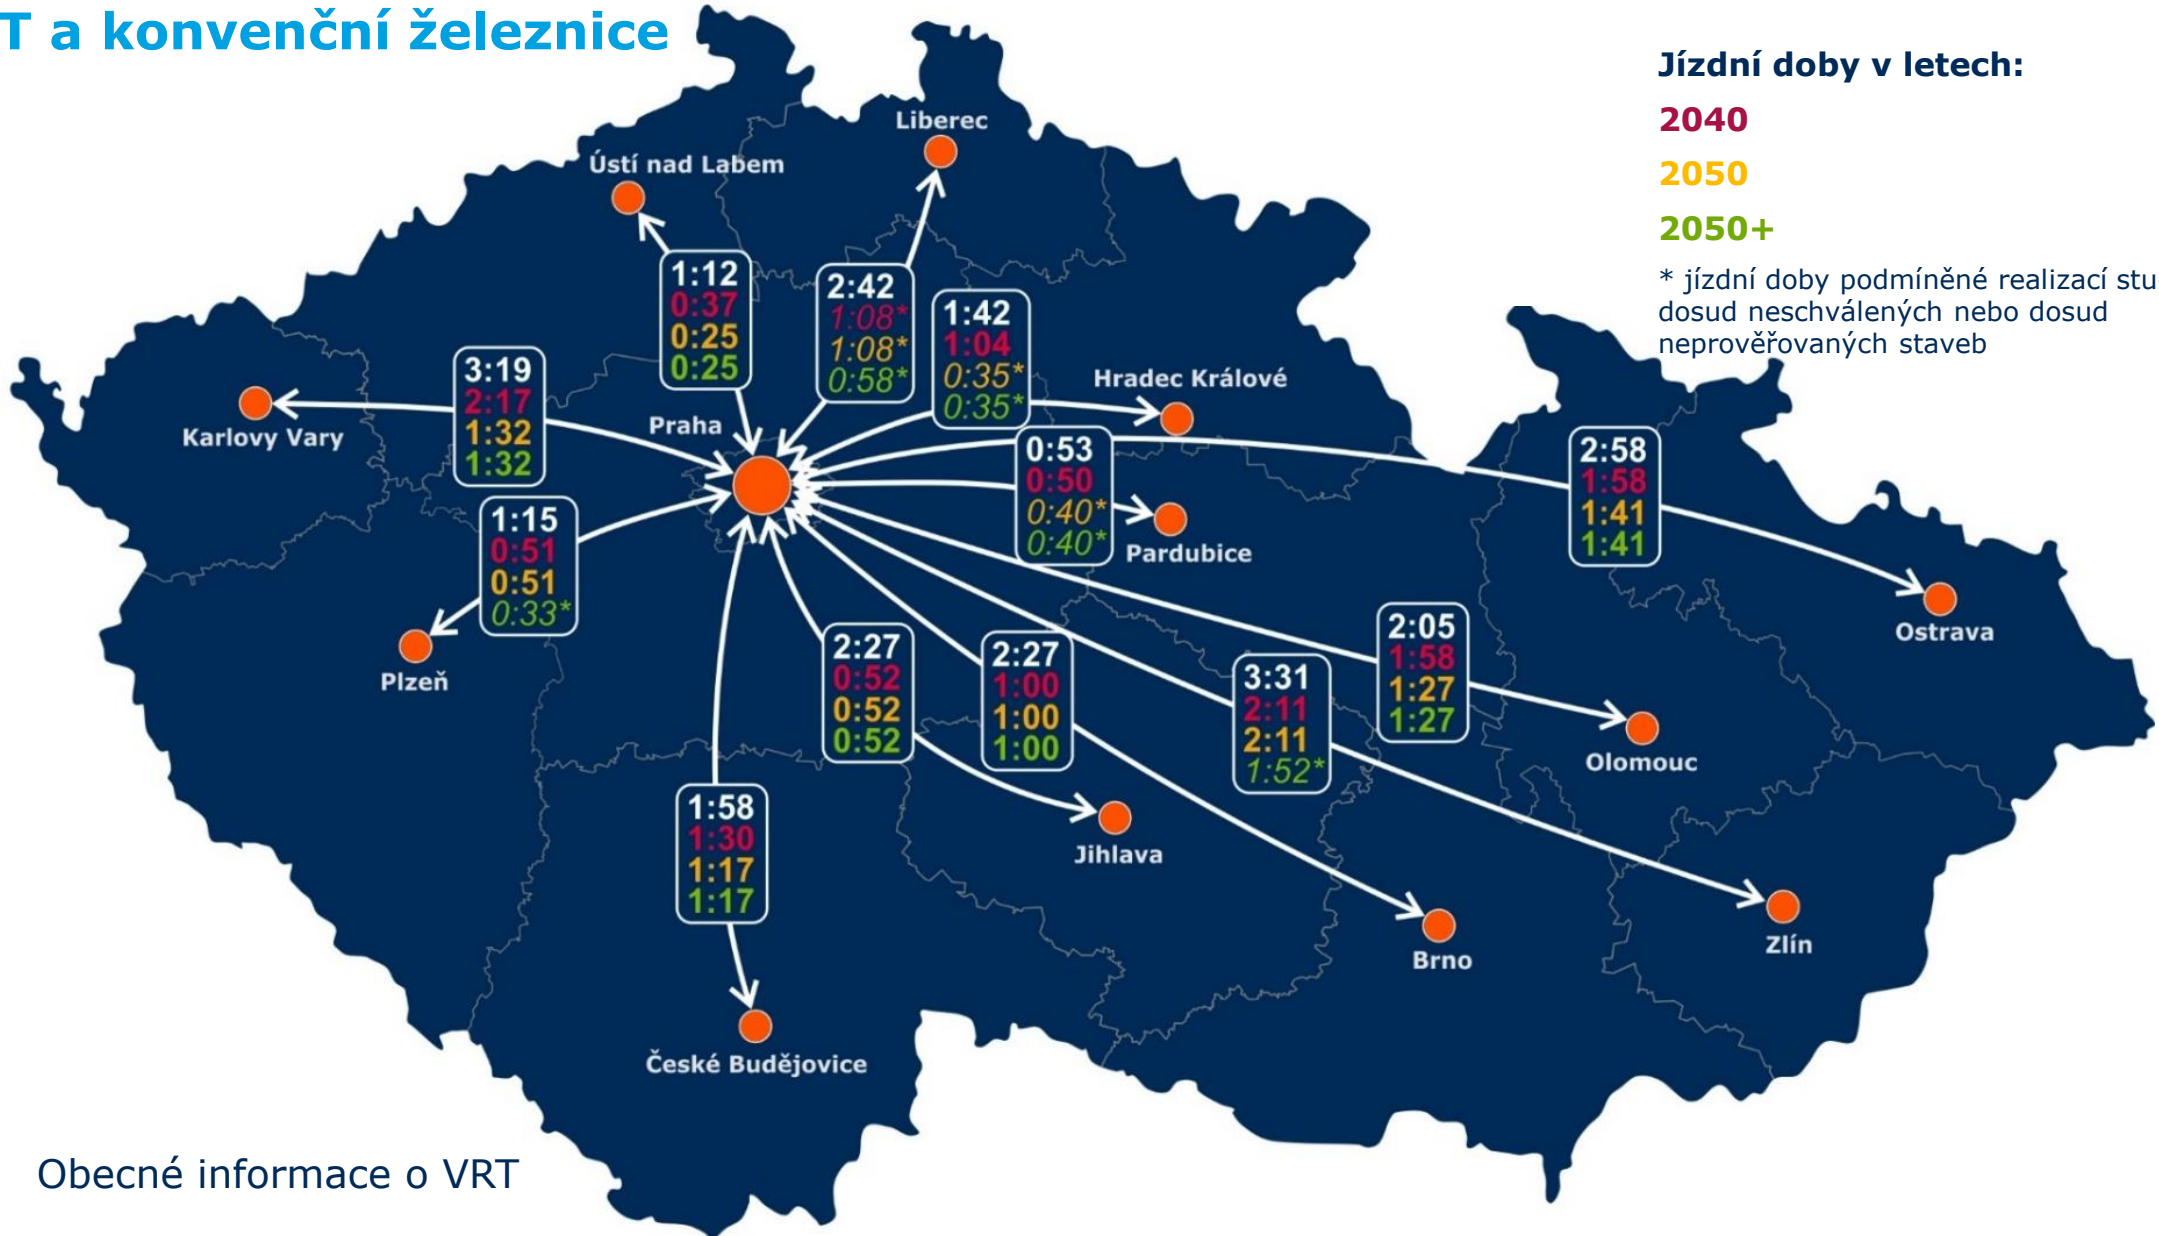 T a konvenční železnice
Jízdní doby v letech:
2040
2050
2050+
* jízdní doby podmíněné realizací stu
dosud neschválených nebo dosud
neprověřovaných staveb
Liberec
Ústí nad Labem
1:12
0:37
0:25
0:25
2:42
1:08*
1:08*
0:58*
1:42
1:04
0:35*
0:35*
Hradec Králové
3:19
2:17
1:32
1:32
Karlovy Vary
Praha
0:53
0:50
0:40*
0:40*
Pardubice
2:58
1:58
1:41
1:41
Ostrava
1:15
0:51
0:51
0:33*
Plzeň
2:27
0:52
0:52
0:52
Jihlava
2:27
1:00
1:00
1:00
Brno
3:31
2:11
2:11
1:52*
Zlín
2:05
1:58
1:27
1:27
Olomouc
1:58
1:30
1:17
1:17
České Budějovice
Obecné informace o VRT